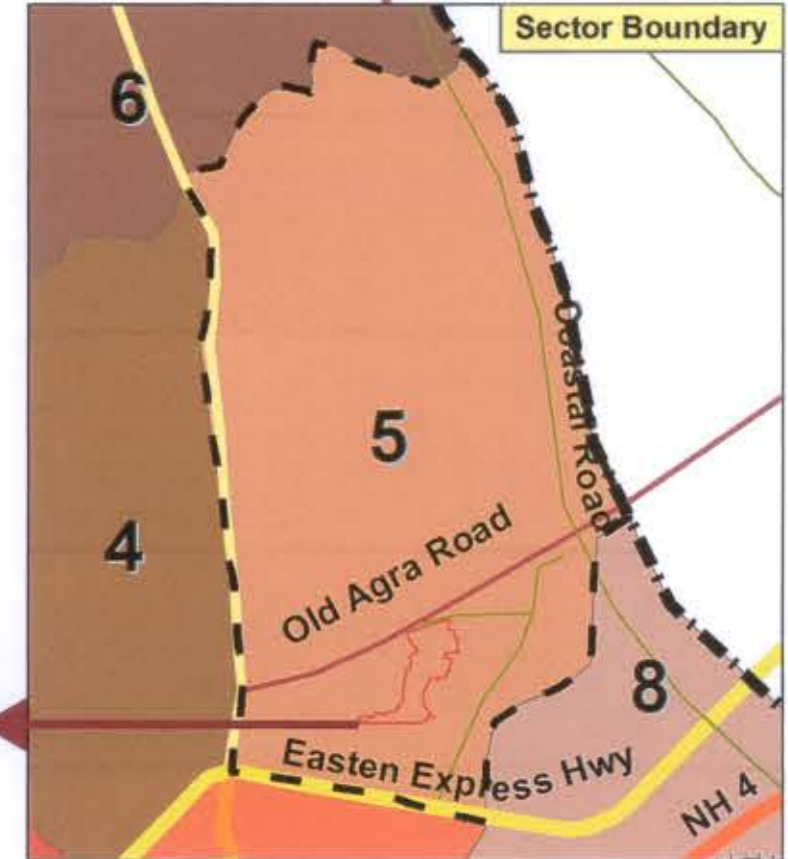 Sector Boundary
6
Coastal Road
5
4
Old Agra Road
8
Easten Express Hwy
NH 4